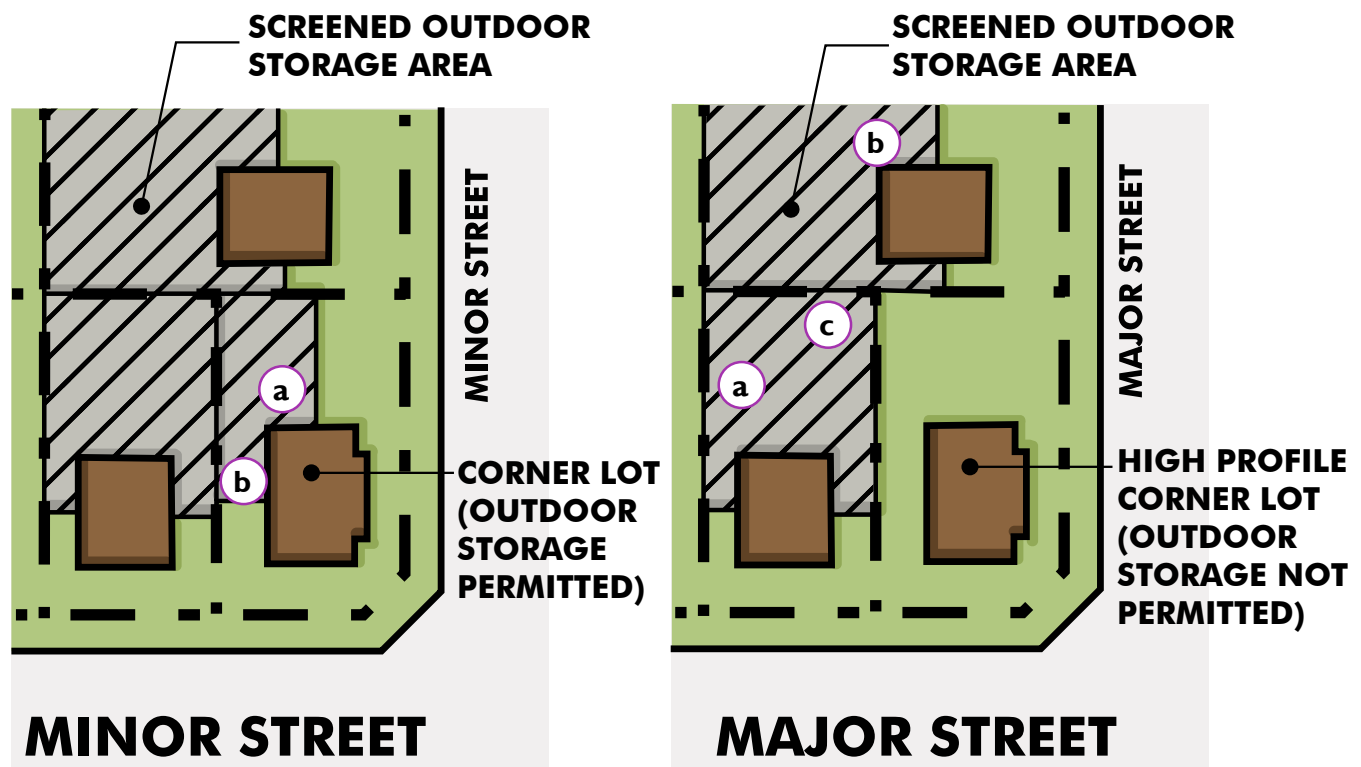 SCREENED OUTDOOR
STORAGE AREA
MINOR STREET
a
b
CORNER LOT
(OUTDOOR
STORAGE
PERMITTED)
MINOR STREET
SCREENED OUTDOOR
STORAGE AREA
b
MAJOR STREET
c
a
HIGH PROFILE
CORNER LOT
(OUTDOOR
STORAGE NOT
PERMITTED)
MAJOR STREET